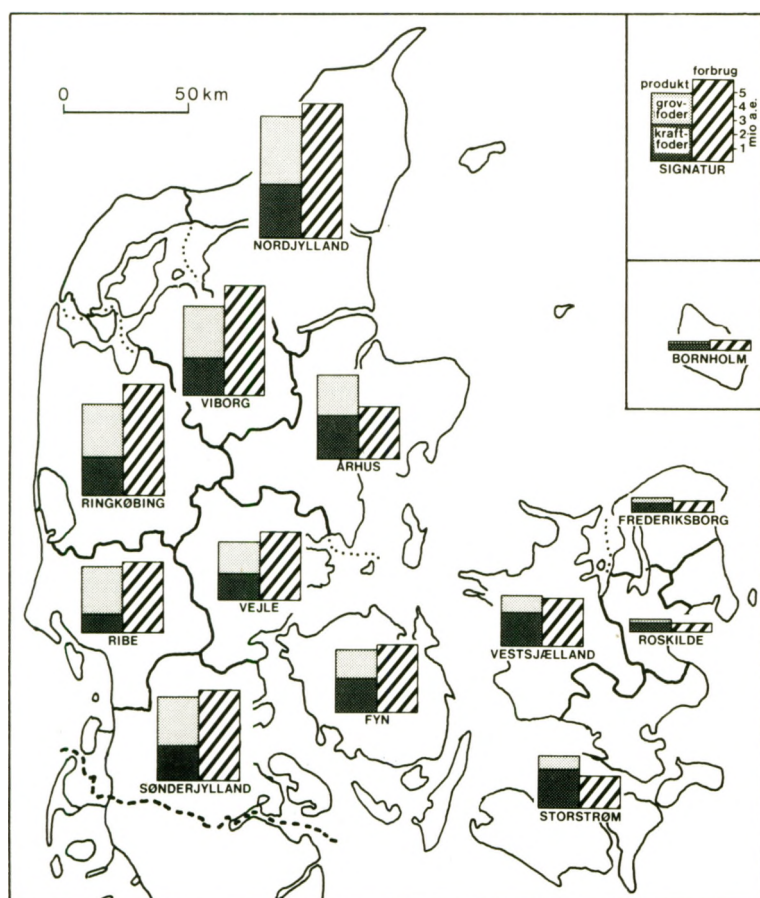 0 50 km
forbrug
produkt
grov-
foder
kraft-
foder
5
4
3
2
1
mio a.e.
SIGNATUR
NORDJYLLAND
BORNHOLM
VIBORG
ÅRHUS
RINGKØBING
FREDERIKSBORG
VEJLE
RIBE
VESTSJÆLLAND
ROSKILDE
FYN
SØNDERJYLLAND
STORSTRØM